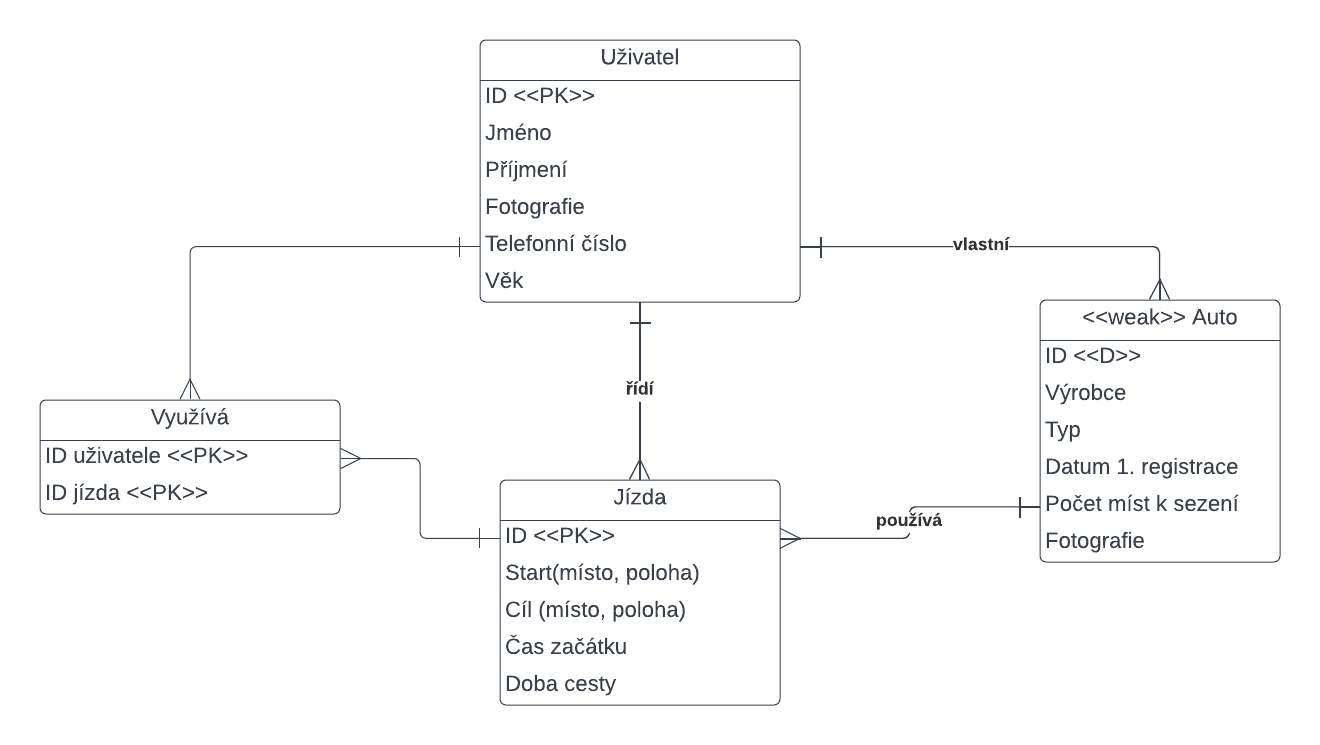 Uživatel
ID <<PK>>
Jméno
Příjmení
Fotografie
Telefonní číslo
Věk
vlastní
<<weak>> Auto
ID <<D>>
Výrobce
Typ
Datum 1. registrace
Počet míst k sezení
Fotografie
řídí
Využívá
ID uživatele <<PK>>
ID jízda <<PK>>
používá
Jízda
ID <<PK>>
Start(místo, poloha)
Cíl (místo, poloha)
Čas začátku
Doba cesty